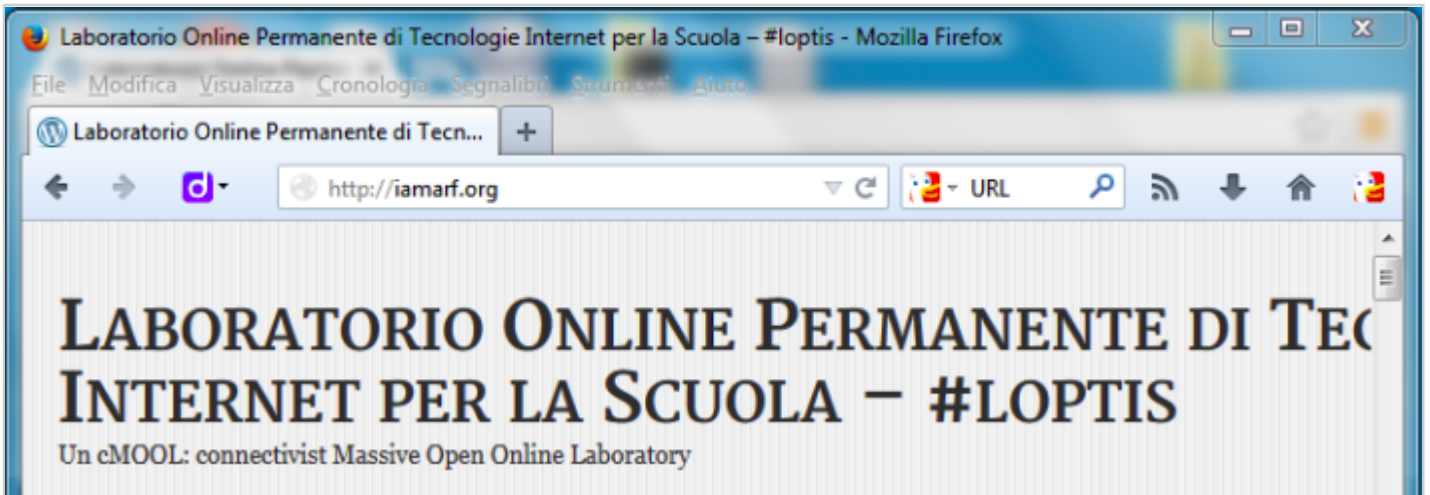 Laboratorio Online Permanente di Tecnologie Internet per la Scuola – #loptis - Mozilla Firefox
File Modifica Visualizza Cronologia Segnalibri Strumenti Aiuto
Laboratorio Online Permanente di Tecn... +
http://iamarf.org URL
LABORATORIO ONLINE PERMANENTE DI TEC
INTERNET PER LA SCUOLA – #LOPTIS
Un cMOOL: connectivist Massive Open Online Laboratory